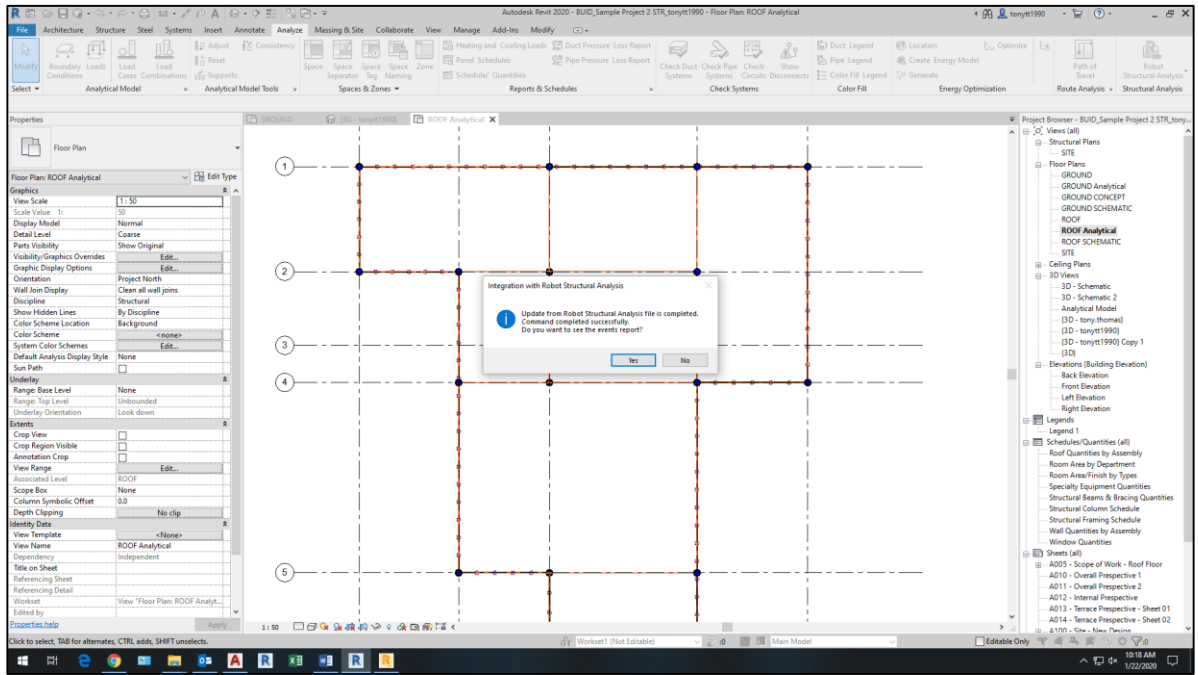 Autodesk Revit 2020 - BUID_Sample Project 2 STR_tonytt1990 - Floor Plan: ROOF Analytical
tonytt1990
File Architecture Structure Steel Systems Insert Annotate Analyze Massing & Site Collaborate View Manage Add-Ins Modify
Modify
Boundary Conditions
Loads
Load Cases
Load Combinations
Adjust
Reset
Supports
Consistency
Space
Space Separator
Space Tag
Space Naming
Zone
Heating and Cooling Loads
Panel Schedules
Schedule/ Quantities
Duct Pressure Loss Report
Pipe Pressure Loss Report
Check Duct Systems
Check Pipe Systems
Check Circuits
Show Disconnects
Duct Legend
Pipe Legend
Color Fill Legend
Location
Create Energy Model
Generate
Optimize
Path of Travel
Robot Structural Analysis
Select
Analytical Model
Analytical Model Tools
Spaces & Zones
Reports & Schedules
Check Systems
Color Fill
Energy Optimization
Route Analysis
Structural Analysis
Properties
Floor Plan
Floor Plan: ROOF Analytical Edit Type
Graphics
View Scale 1 : 50
Scale Value 1: 50
Display Model Normal
Detail Level Coarse
Parts Visibility Show Original
Visibility/Graphics Overrides Edit...
Graphic Display Options Edit...
Orientation Project North
Wall Join Display Clean all wall joins
Discipline Structural
Show Hidden Lines By Discipline
Color Scheme Location Background
Color Scheme <none>
System Color Schemes Edit...
Default Analysis Display Style None
Sun Path
Underlay
Range: Base Level None
Range: Top Level Unbounded
Underlay Orientation Look down
Extents
Crop View
Crop Region Visible
Annotation Crop
View Range Edit...
Associated Level ROOF
Scope Box None
Column Symbolic Offset 0.0
Depth Clipping No clip
Identity Data
View Template <None>
View Name ROOF Analytical
Dependency Independent
Title on Sheet
Referencing Sheet
Referencing Detail
Workset View "Floor Plan: ROOF Analyt...
Edited by
Properties help Apply
GROUND
(3D - tonytt1990)
ROOF Analytical
1
2
3
4
5
Integration with Robot Structural Analysis
Update from Robot Structural Analysis file is completed.
Command completed successfully.
Do you want to see the events report?
Yes No
1 : 50
Project Browser - BUID_Sample Project 2 STR_tony...
Views (all)
Structural Plans
SITE
Floor Plans
GROUND
GROUND Analytical
GROUND CONCEPT
GROUND SCHEMATIC
ROOF
ROOF Analytical
ROOF SCHEMATIC
SITE
Ceiling Plans
3D Views
3D - Schematic
3D - Schematic 2
Analytical Model
{3D - tony.thomas}
{3D - tonytt1990}
{3D - tonytt1990} Copy 1
{3D}
Elevations (Building Elevation)
Back Elevation
Front Elevation
Left Elevation
Right Elevation
Legends
Legend 1
Schedules/Quantities (all)
Roof Quantities by Assembly
Room Area by Department
Room Area/Finish by Types
Specialty Equipment Quantities
Structural Beams & Bracing Quantities
Structural Column Schedule
Structural Framing Schedule
Wall Quantities by Assembly
Window Quantities
Sheets (all)
A005 - Scope of Work - Roof Floor
A010 - Overall Prespective 1
A011 - Overall Prespective 2
A012 - Internal Prespective
A013 - Terrace Prespective - Sheet 01
A014 - Terrace Prespective - Sheet 02
A100 - Site - New Design
Click to select, TAB for alternates, CTRL adds, SHIFT unselects.
Workset1 (Not Editable) :0 Main Model Editable Only :0
10:18 AM
1/22/2020